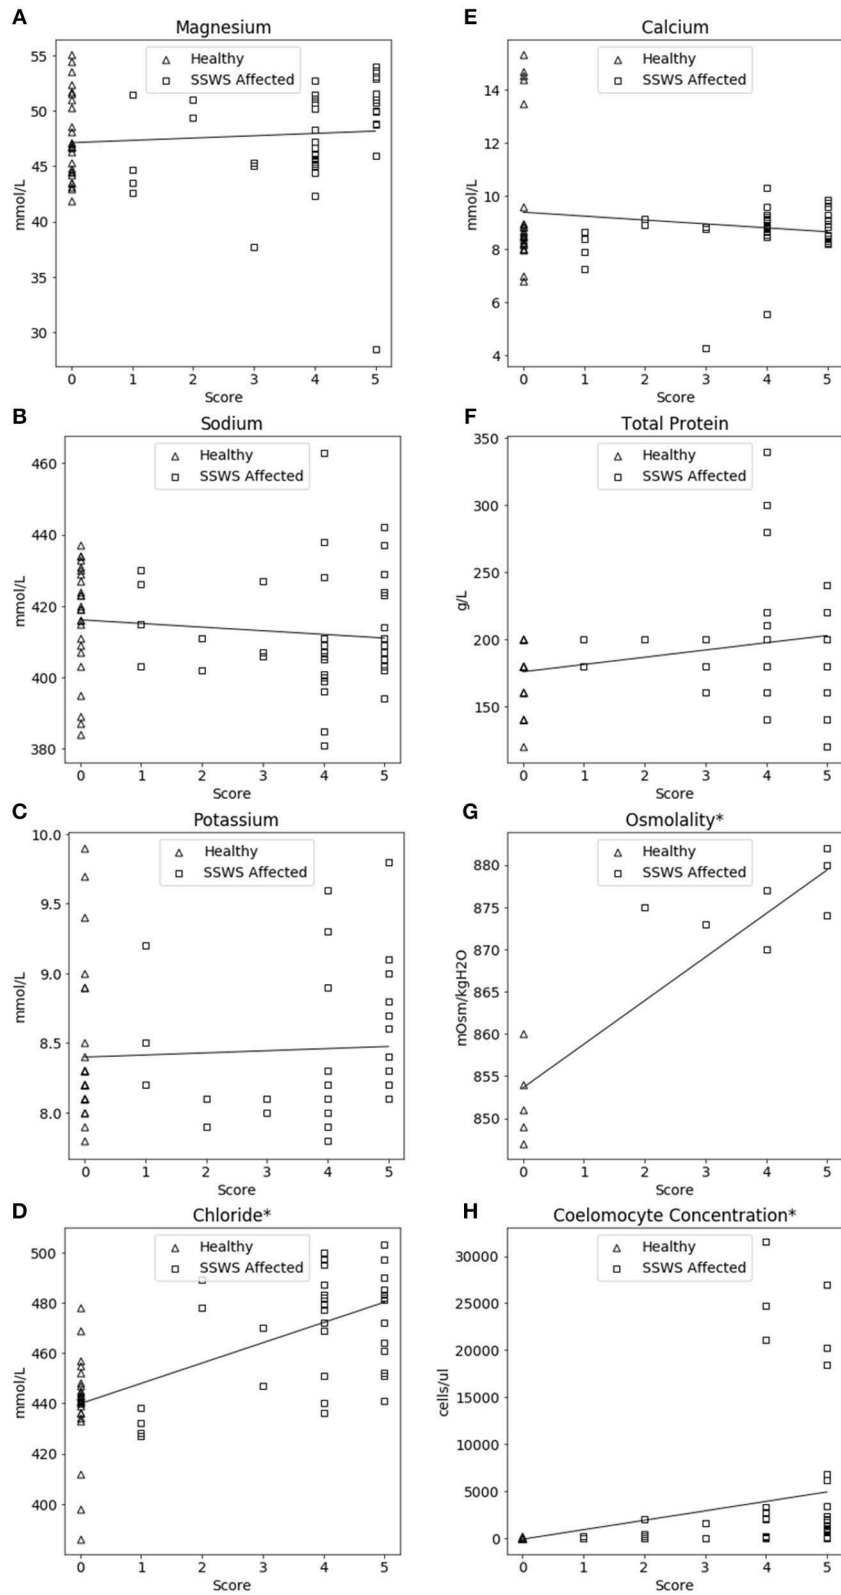 A
Magnesium
Healthy
SSWS Affected
55
50
45
40
35
30
mmol/L
0 1 2 3 4 5
Score
B
Sodium
Healthy
SSWS Affected
460
440
420
400
380
mmol/L
0 1 2 3 4 5
Score
C
Potassium
Healthy
SSWS Affected
10.0
9.5
9.0
8.5
8.0
mmol/L
0 1 2 3 4 5
Score
D
Chloride*
Healthy
SSWS Affected
500
480
460
440
420
400
mmol/L
0 1 2 3 4 5
Score
E
Calcium
Healthy
SSWS Affected
14
12
10
8
6
4
mmol/L
0 1 2 3 4 5
Score
F
Total Protein
Healthy
SSWS Affected
350
300
250
200
150
g/L
0 1 2 3 4 5
Score
G
Osmolality*
Healthy
SSWS Affected
880
875
870
865
860
855
850
mOsm/kgH2O
0 1 2 3 4 5
Score
H
Coelomocyte Concentration*
Healthy
SSWS Affected
30000
25000
20000
15000
10000
5000
0
cells/ul
0 1 2 3 4 5
Score